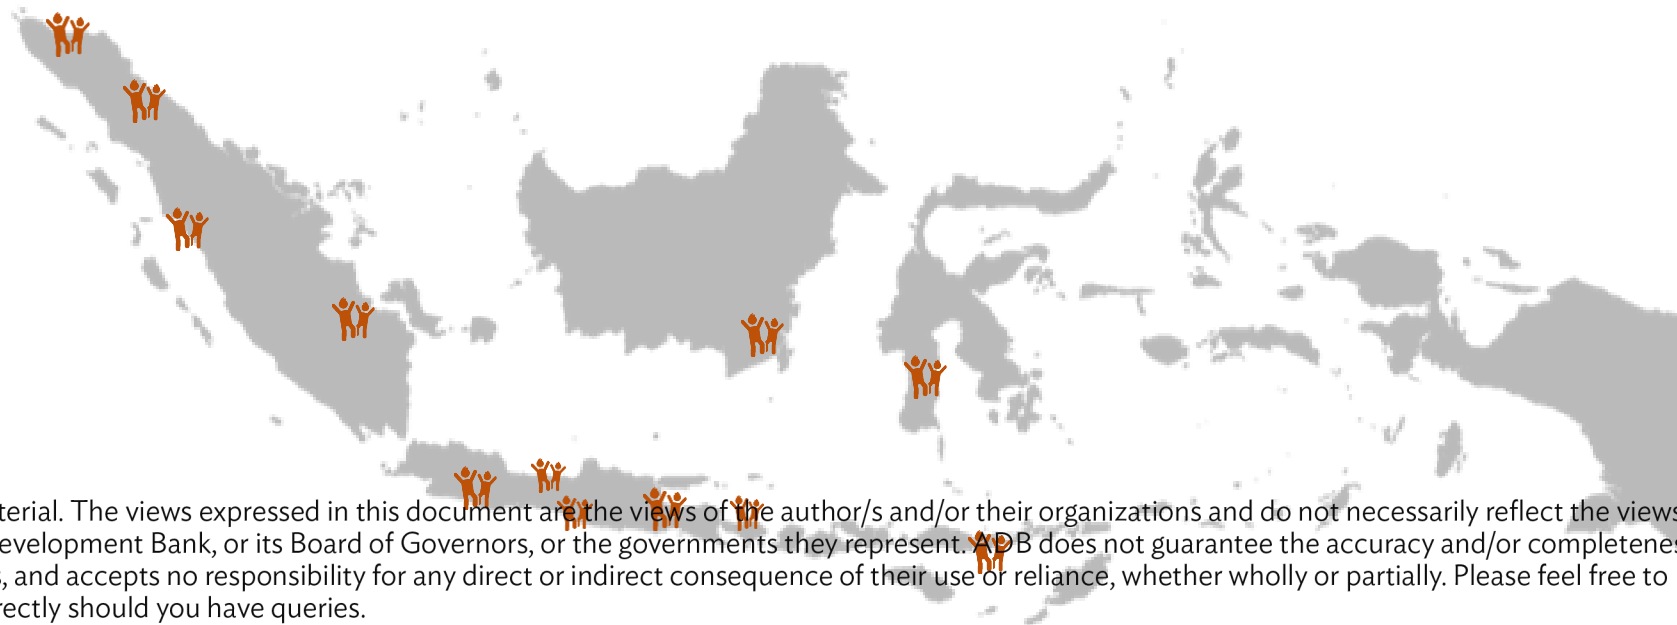 terial. The views expressed in this document are the views of the author/s and/or their organizations and do not necessarily reflect the views
evelopment Bank, or its Board of Governors, or the governments they represent. ADB does not guarantee the accuracy and/or completenes
s, and accepts no responsibility for any direct or indirect consequence of their use or reliance, whether wholly or partially. Please feel free to
rectly should you have queries.